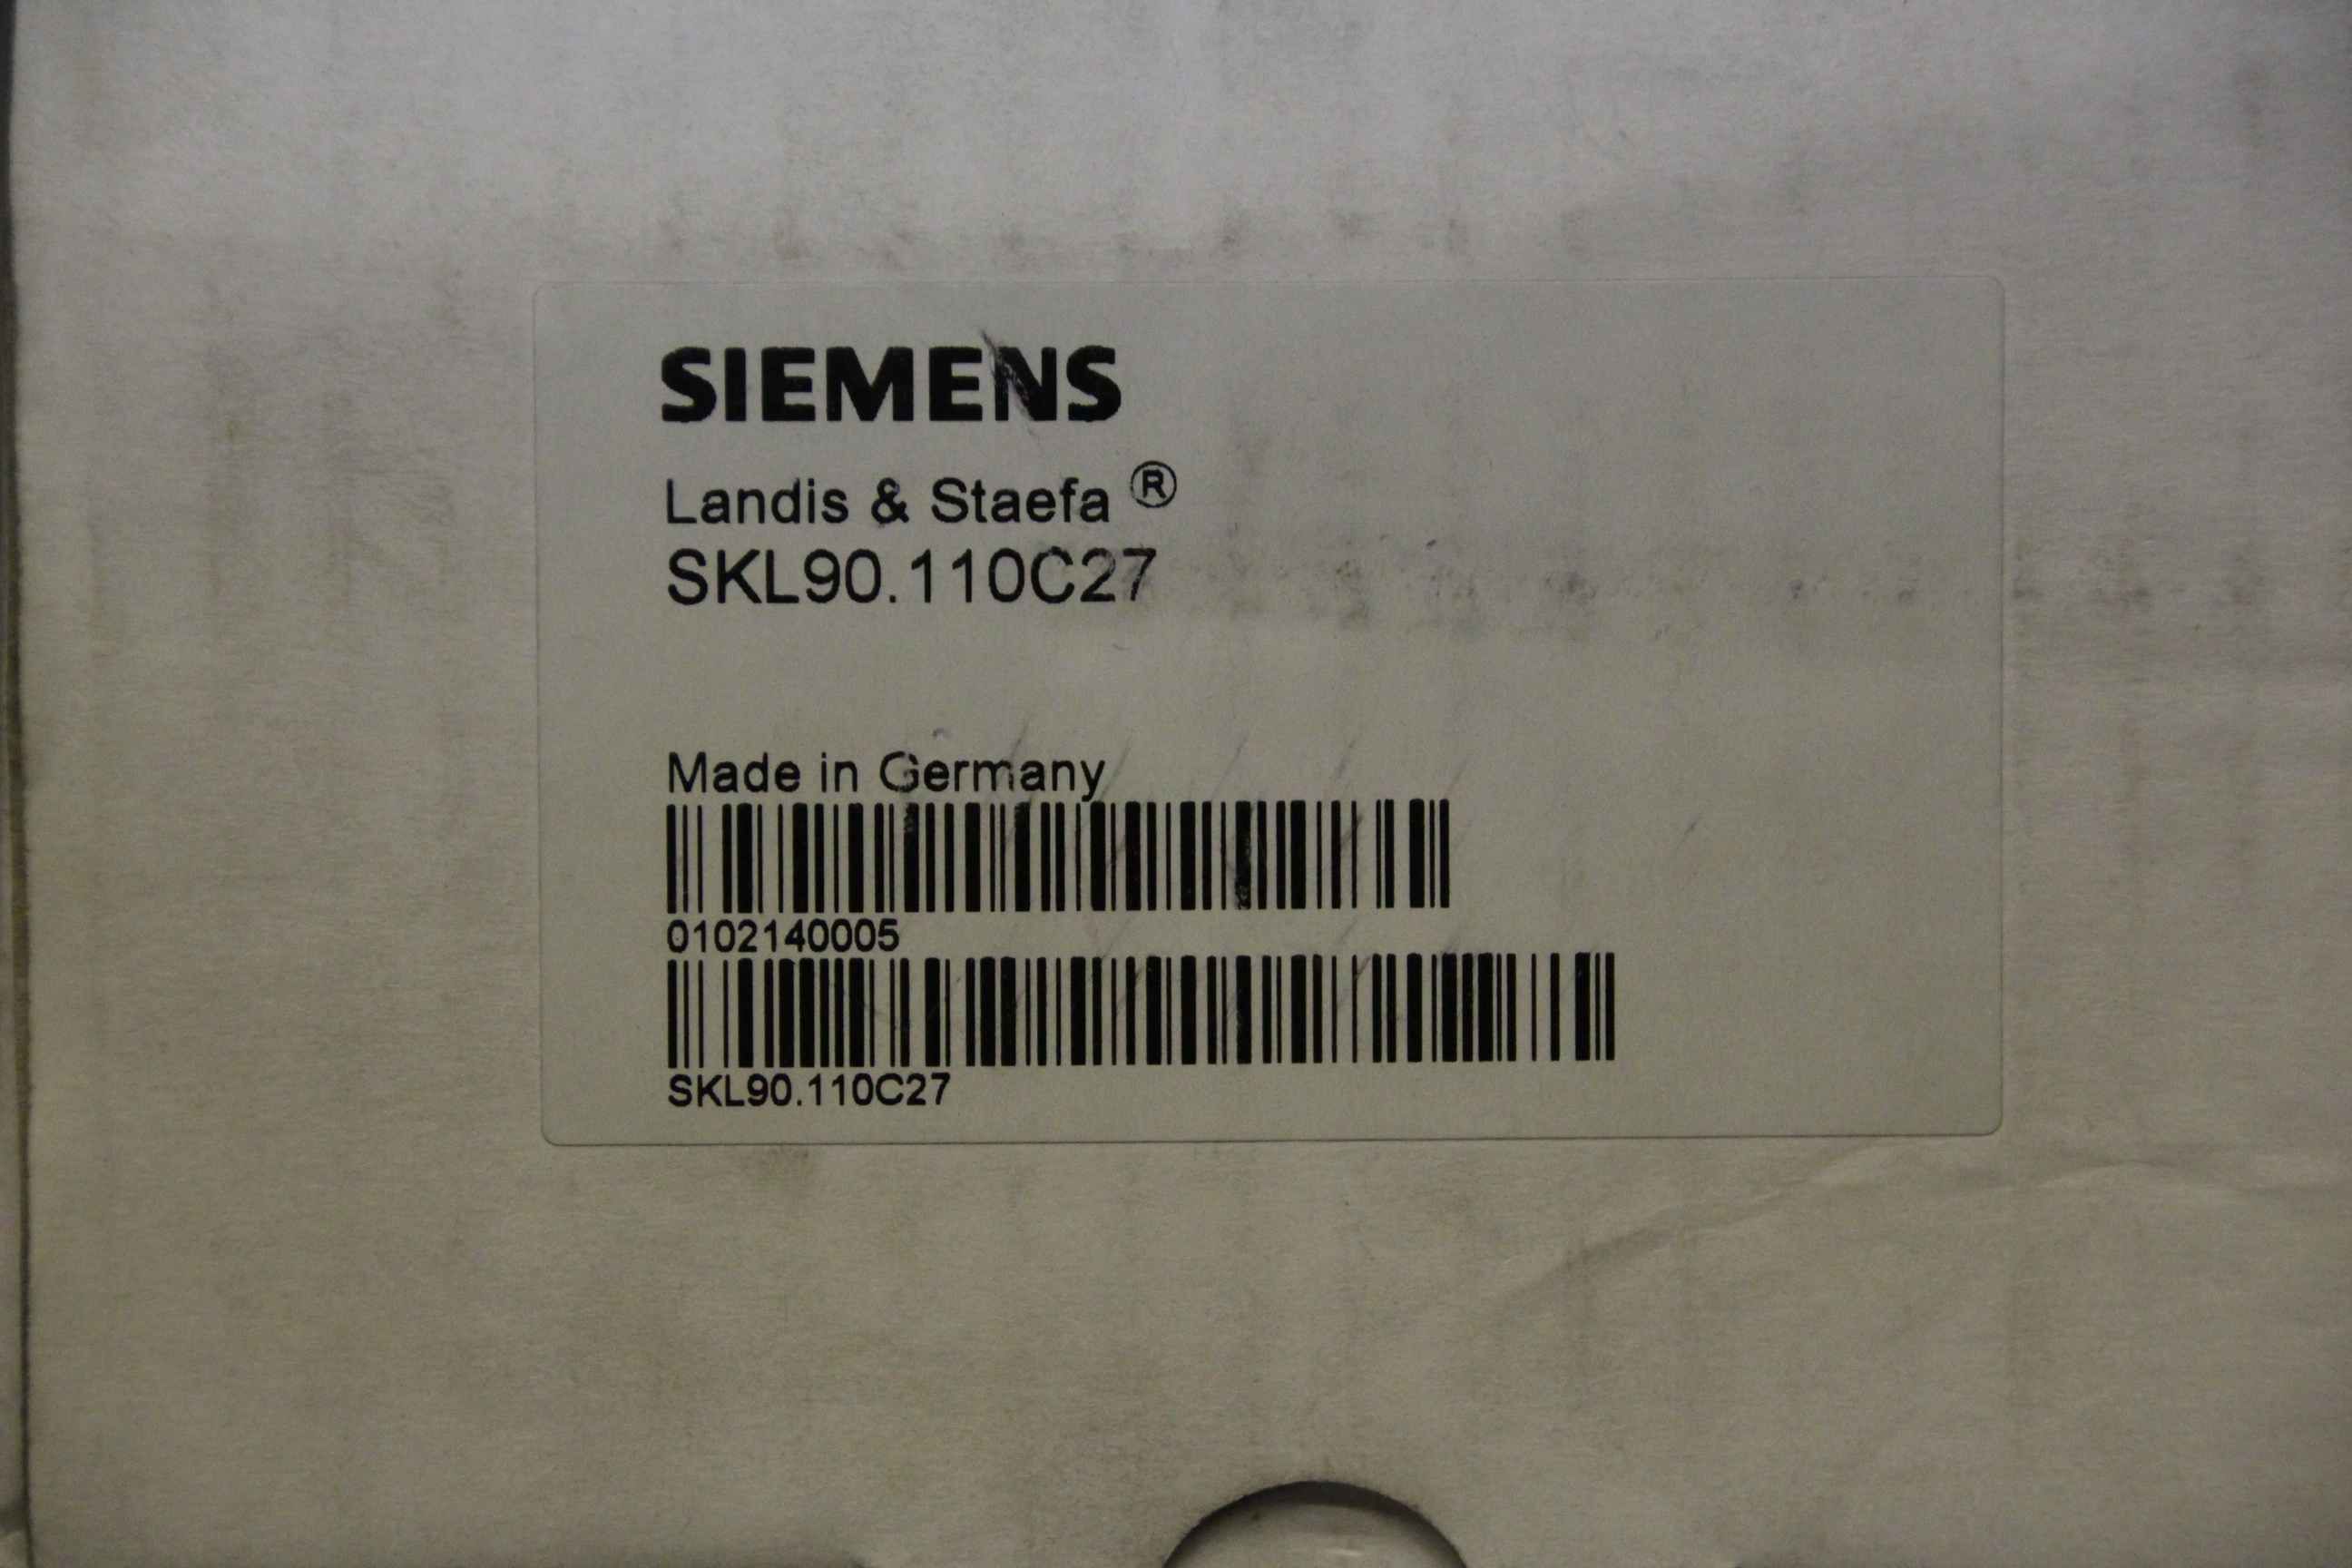 SIEMENS
Landis & Staefa ®
SKL90.110C27
Made in Germany
0102140005
SKL90.110C27